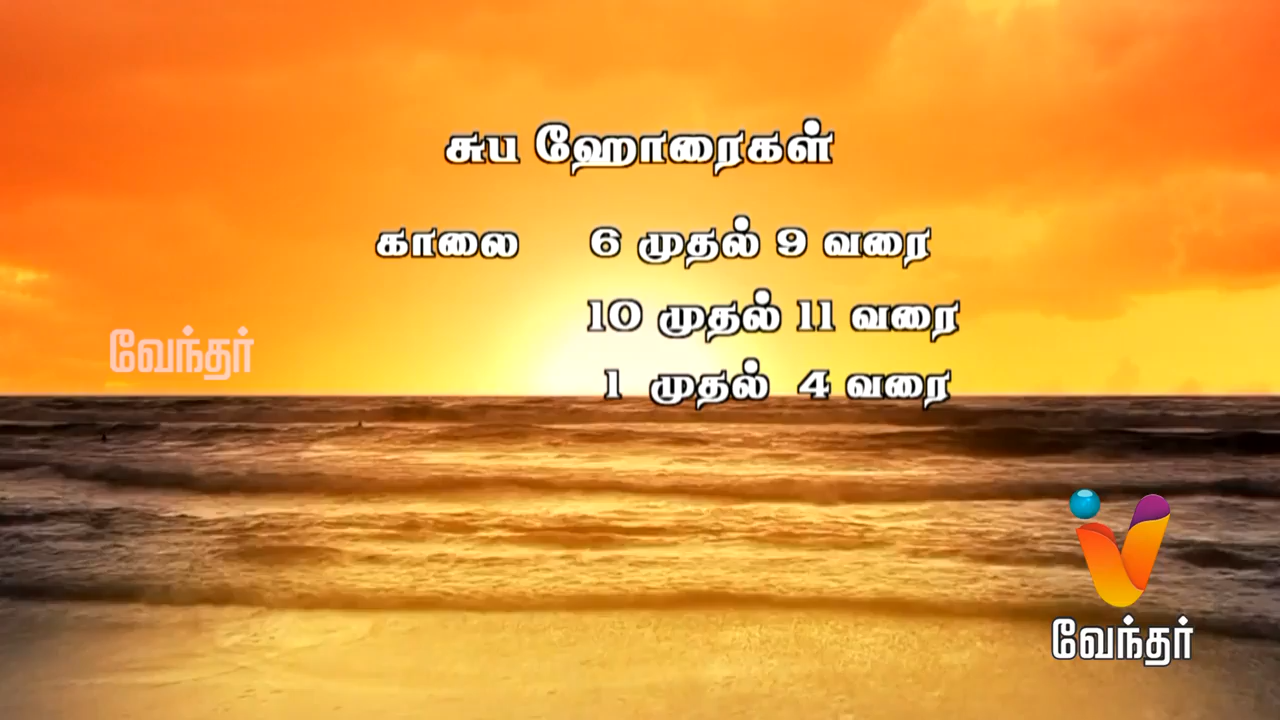 சுப ஹோரைகள்
காலை 6 முதல் 9 வரை
10 முதல் 11 வரை
1 முதல் 4 வரை
வேந்தர்
வேந்தர்